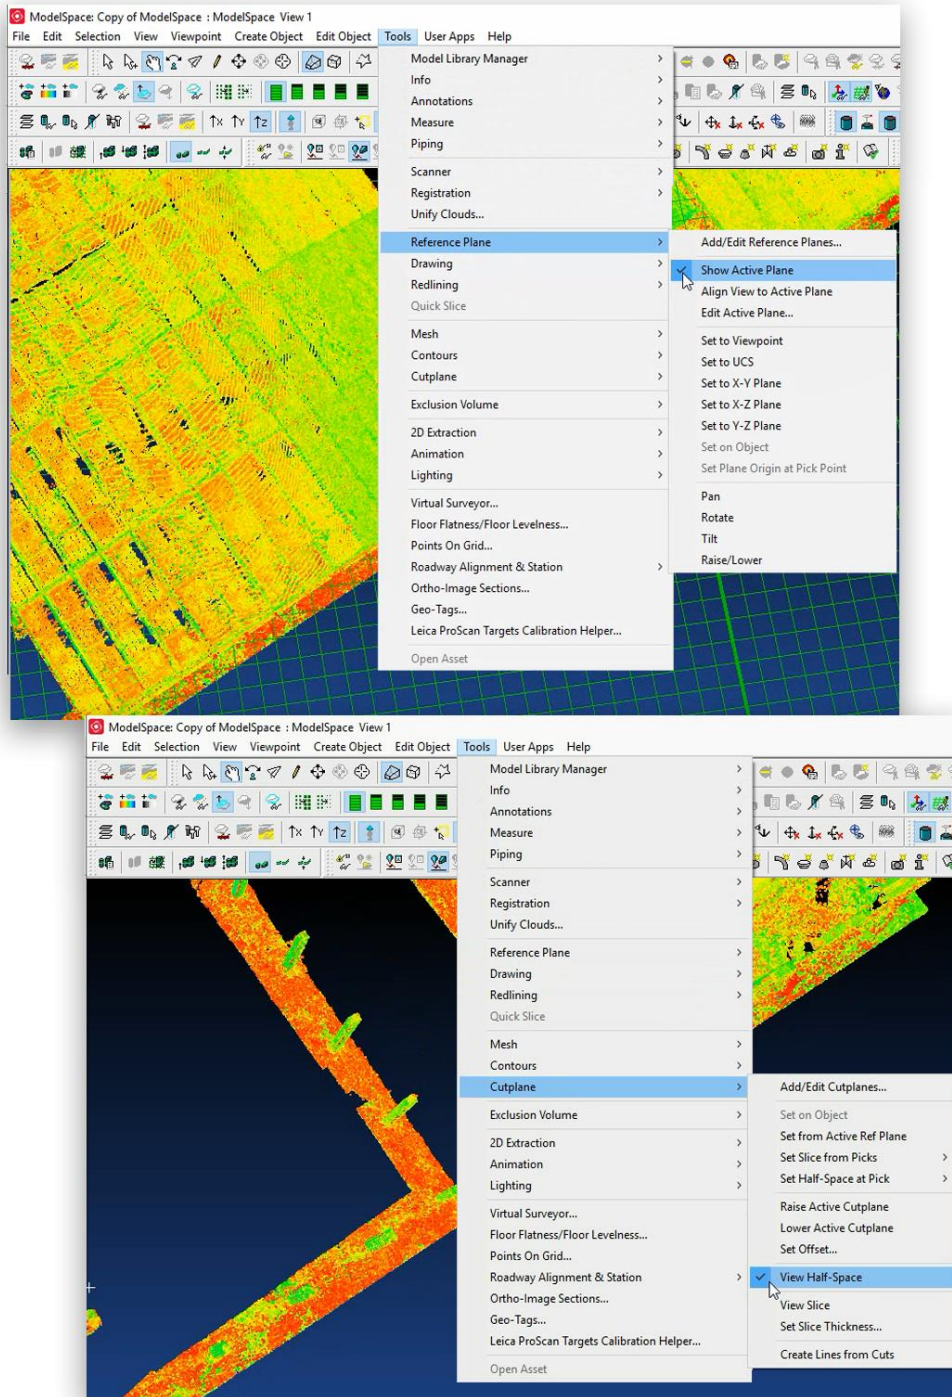 ModelSpace: Copy of ModelSpace : ModelSpace View 1
File Edit Selection View Viewpoint Create Object Edit Object Tools User Apps Help
Model Library Manager
Info
Annotations
Measure
Piping
Scanner
Registration
Unify Clouds...
Reference Plane
Drawing
Redlining
Quick Slice
Mesh
Contours
Cutplane
Exclusion Volume
2D Extraction
Animation
Lighting
Virtual Surveyor...
Floor Flatness/Floor Levelness...
Points On Grid...
Roadway Alignment & Station
Ortho-Image Sections...
Geo-Tags...
Leica ProScan Targets Calibration Helper...
Open Asset
Add/Edit Reference Planes...
Show Active Plane
Align View to Active Plane
Edit Active Plane...
Set to Viewpoint
Set to UCS
Set to X-Y Plane
Set to X-Z Plane
Set to Y-Z Plane
Set on Object
Set Plane Origin at Pick Point
Pan
Rotate
Tilt
Raise/Lower
ModelSpace: Copy of ModelSpace : ModelSpace View 1
File Edit Selection View Viewpoint Create Object Edit Object Tools User Apps Help
Model Library Manager
Info
Annotations
Measure
Piping
Scanner
Registration
Unify Clouds...
Reference Plane
Drawing
Redlining
Quick Slice
Mesh
Contours
Cutplane
Exclusion Volume
2D Extraction
Animation
Lighting
Virtual Surveyor...
Floor Flatness/Floor Levelness...
Points On Grid...
Roadway Alignment & Station
Ortho-Image Sections...
Geo-Tags...
Leica ProScan Targets Calibration Helper...
Open Asset
Add/Edit Cutplanes...
Set on Object
Set from Active Ref Plane
Set Slice from Picks
Set Half-Space at Pick
Raise Active Cutplane
Lower Active Cutplane
Set Offset...
View Half-Space
View Slice
Set Slice Thickness...
Create Lines from Cuts